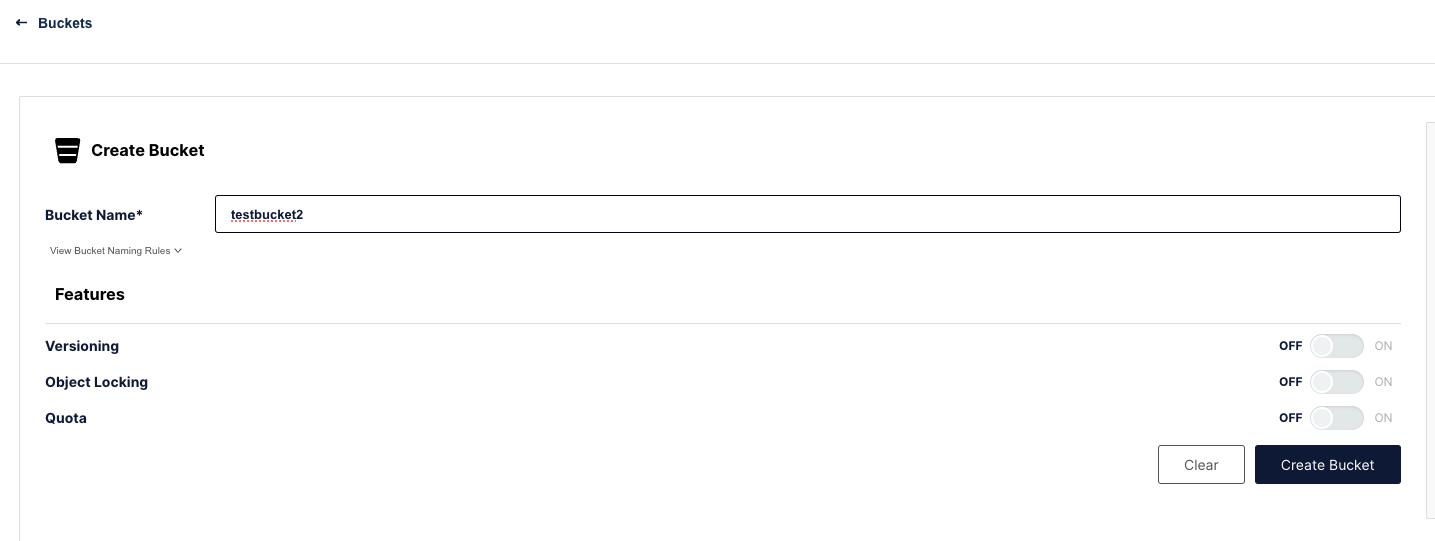 Buckets
Create Bucket
Bucket Name*
testbucket2
View Bucket Naming Rules
Features
Versioning OFF ON
Object Locking OFF ON
Quota OFF ON
Clear Create Bucket